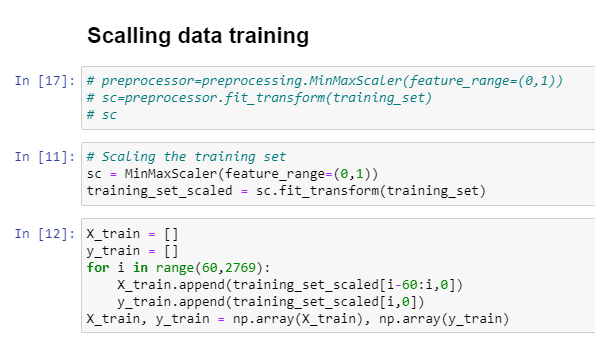 Scalling data training
In [17]: # preprocessor=preprocessing.MinMaxScaler(feature_range=(0,1))
# sc=preprocessor.fit_transform(training_set)
# sc
In [11]: # Scaling the training set
sc = MinMaxScaler(feature_range=(0,1))
training_set_scaled = sc.fit_transform(training_set)
In [12]: X_train = []
y_train = []
for i in range(60,2769):
    X_train.append(training_set_scaled[i-60:i,0])
    y_train.append(training_set_scaled[i,0])
X_train, y_train = np.array(X_train), np.array(y_train)